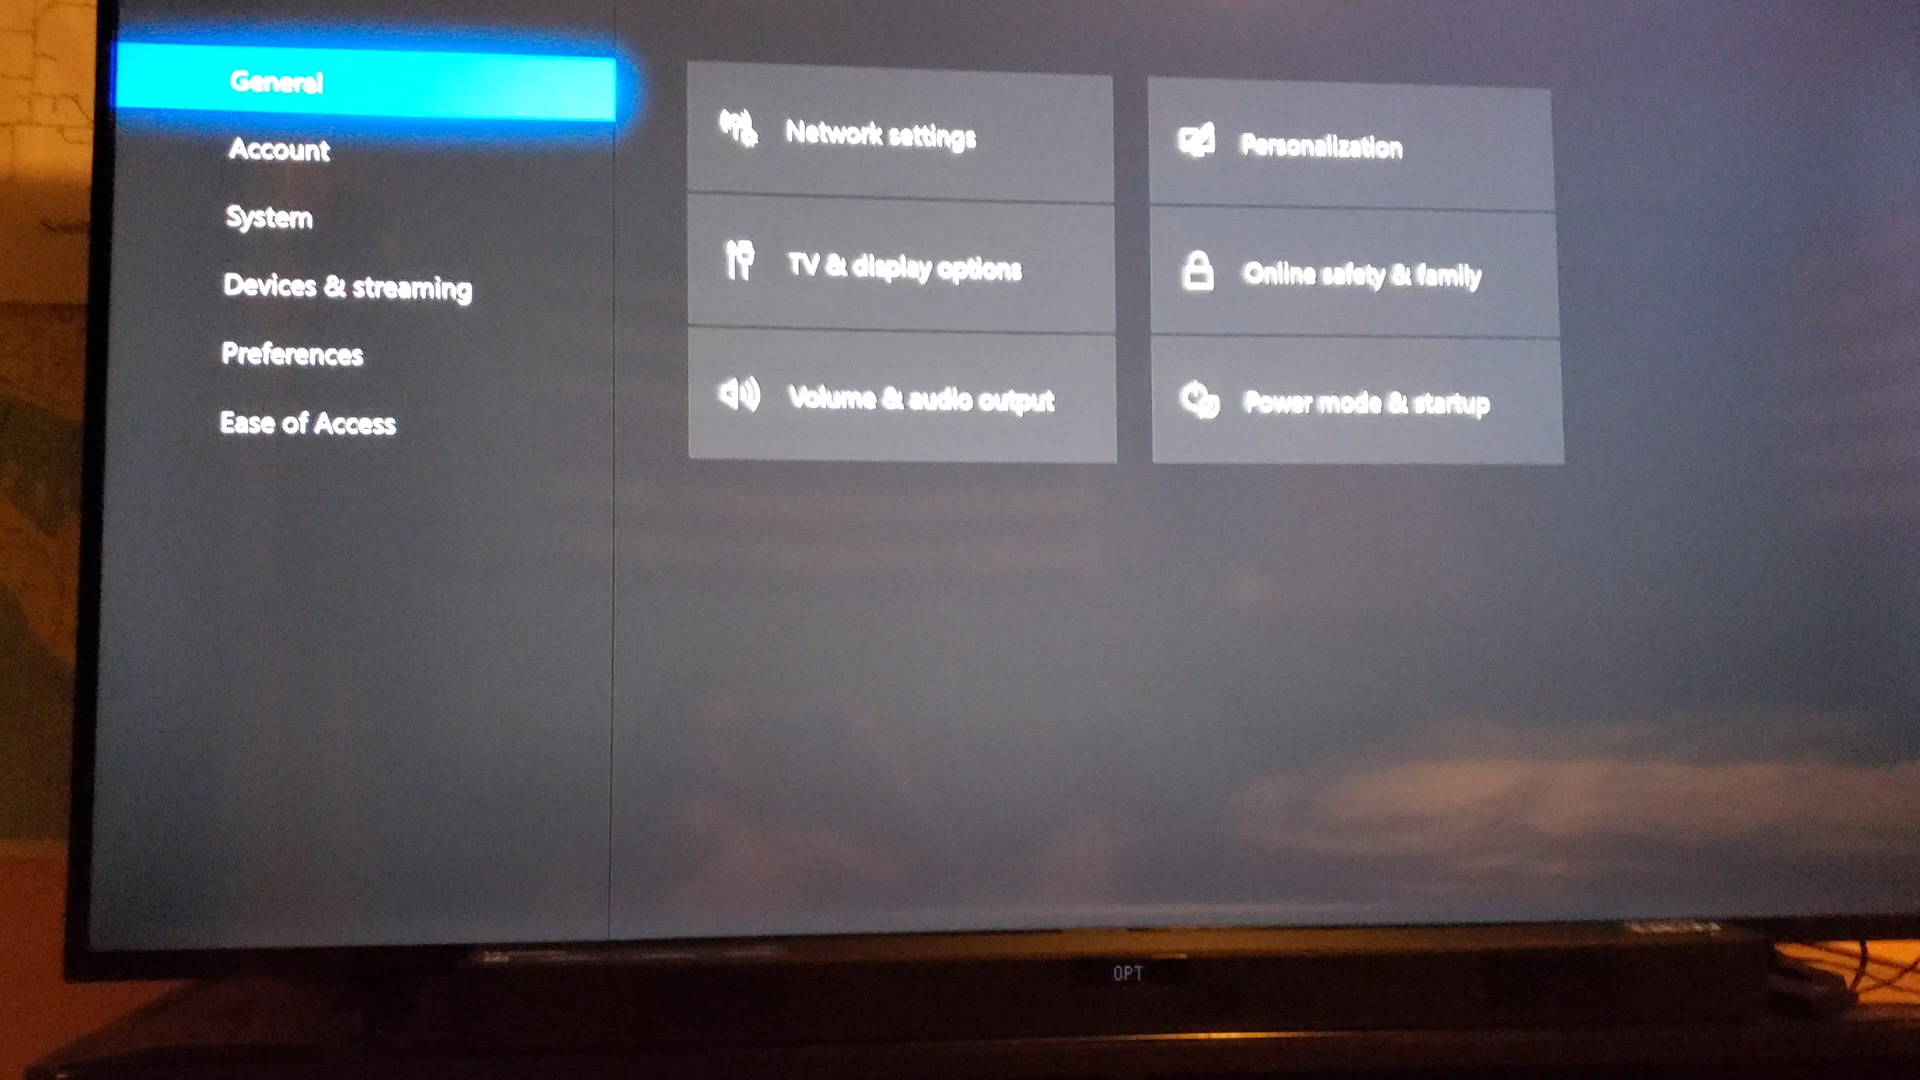 General
Account
System
Devices & streaming
Preferences
Ease of Access
Network settings
TV & display options
Volume & audio output
Personalization
Online safety & family
Power mode & startup
OPT